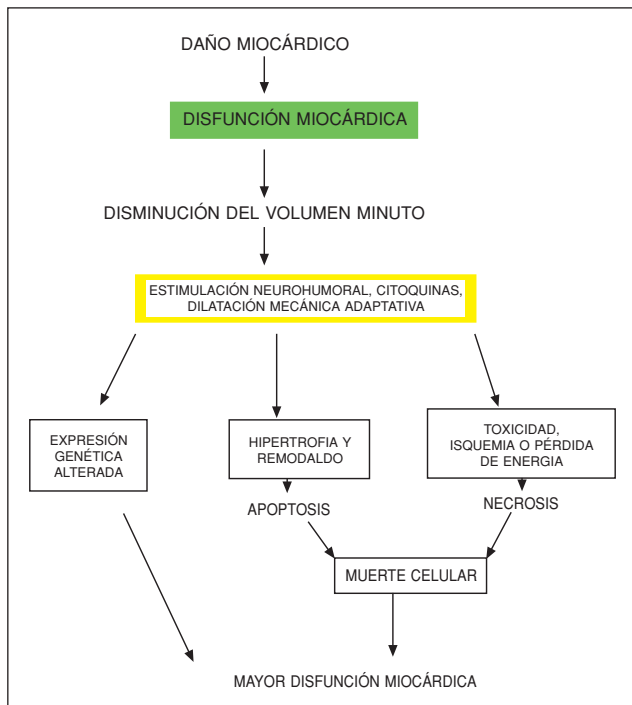 DAÑO MIOCÁRDICO
DISFUNCIÓN MIOCÁRDICA
DISMINUCIÓN DEL VOLUMEN MINUTO
ESTIMULACIÓN NEUROHUMORAL, CITOQUINAS,
DILATACIÓN MECÁNICA ADAPTATIVA
EXPRESIÓN
GENÉTICA
ALTERADA
HIPERTROFIA Y
REMODALDO
TOXICIDAD,
ISQUEMIA O PÉRDIDA
DE ENERGIA
APOPTOSIS
NECROSIS
MUERTE CELULAR
MAYOR DISFUNCIÓN MIOCÁRDICA